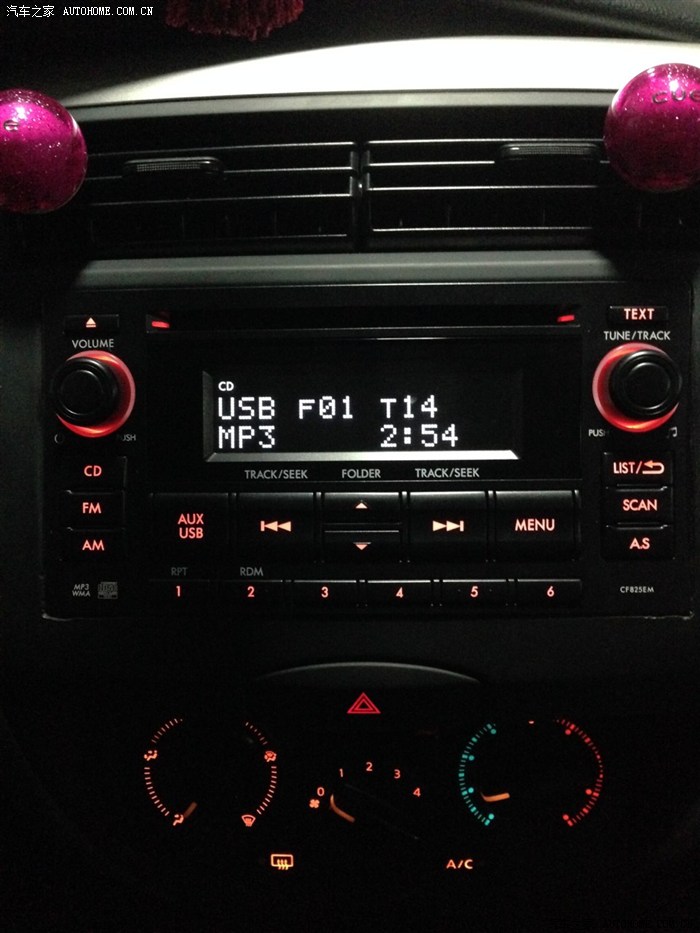 汽车之家 AUTOHOME.COM.CN
CUS
TEXT
VOLUME
TUNE/TRACK
CD
USB F01 T14
MP3 2:54
PUSH
PUSH
TRACK/SEEK FOLDER TRACK/SEEK
CD
LIST/
FM
AUX
USB
MENU
SCAN
AM
A.S
RPT
RDM
MP3
WMA
1 2 3 4 5 6
CF825EM
0 1 2 3 4
A/C